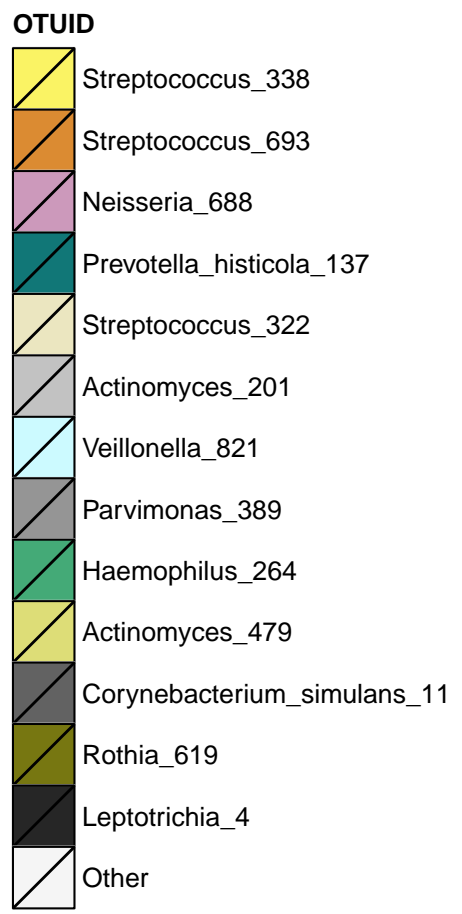 OTUID
Streptococcus_338
Streptococcus_693
Neisseria_688
Prevotella_histicola_137
Streptococcus_322
Actinomyces_201
Veillonella_821
Parvimonas_389
Haemophilus_264
Actinomyces_479
Corynebacterium_simulans_11
Rothia_619
Leptotrichia_4
Other